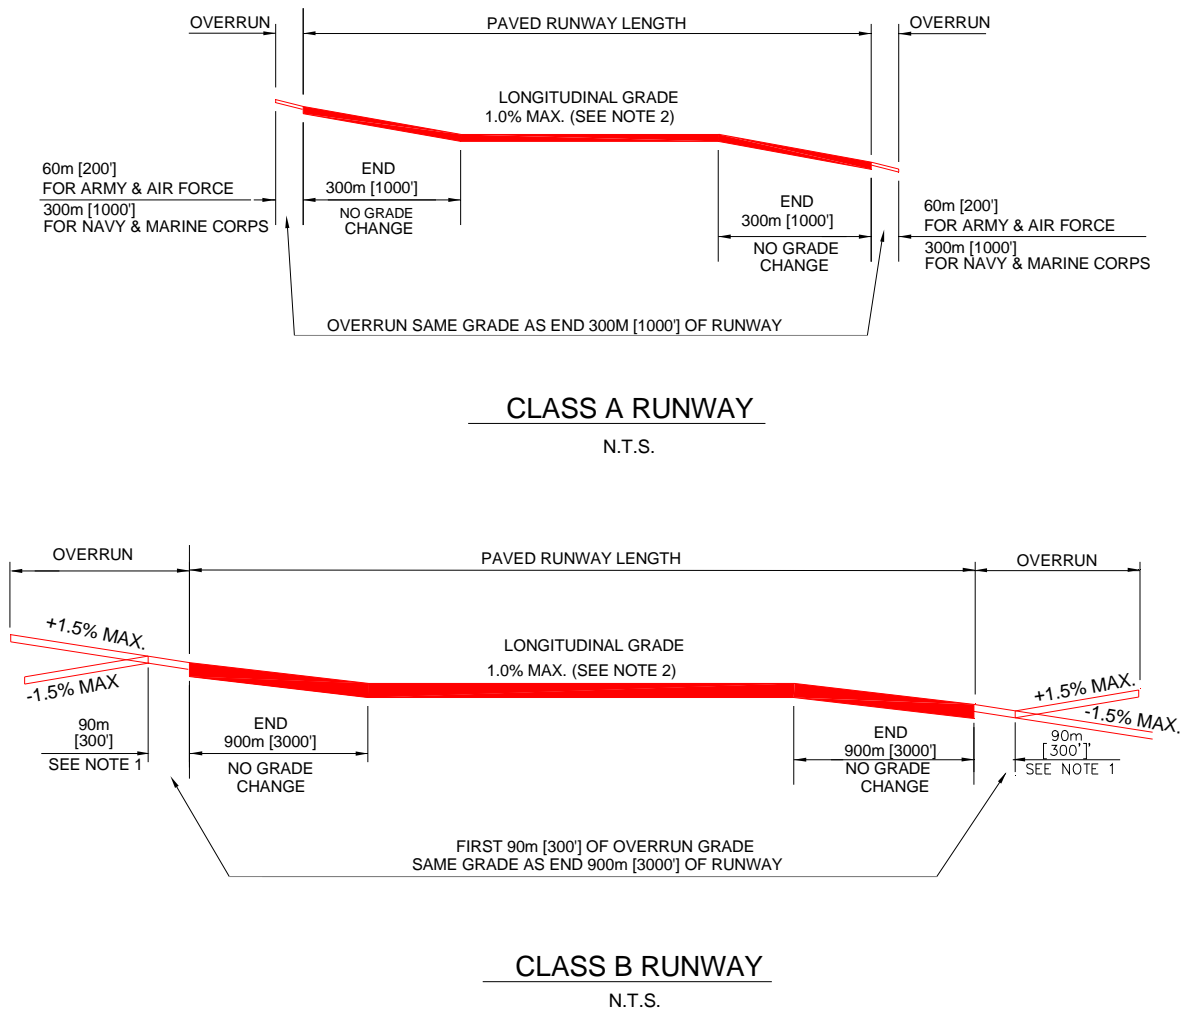 OVERRUN
PAVED RUNWAY LENGTH
OVERRUN
LONGITUDINAL GRADE
1.0% MAX. (SEE NOTE 2)
60m [200']
FOR ARMY & AIR FORCE
300m [1000']
FOR NAVY & MARINE CORPS
END
300m [1000']
NO GRADE
CHANGE
END
300m [1000']
NO GRADE
CHANGE
60m [200']
FOR ARMY & AIR FORCE
300m [1000']
FOR NAVY & MARINE CORPS
OVERRUN SAME GRADE AS END 300M [1000'] OF RUNWAY
CLASS A RUNWAY
N.T.S.
OVERRUN
PAVED RUNWAY LENGTH
OVERRUN
+1.5% MAX.
-1.5% MAX
LONGITUDINAL GRADE
1.0% MAX. (SEE NOTE 2)
+1.5% MAX.
-1.5% MAX.
90m
[300']
SEE NOTE 1
END
900m [3000']
NO GRADE
CHANGE
END
900m [3000']
NO GRADE
CHANGE
90m
[300']'
SEE NOTE 1
FIRST 90m [300'] OF OVERRUN GRADE
SAME GRADE AS END 900m [3000'] OF RUNWAY
CLASS B RUNWAY
N.T.S.